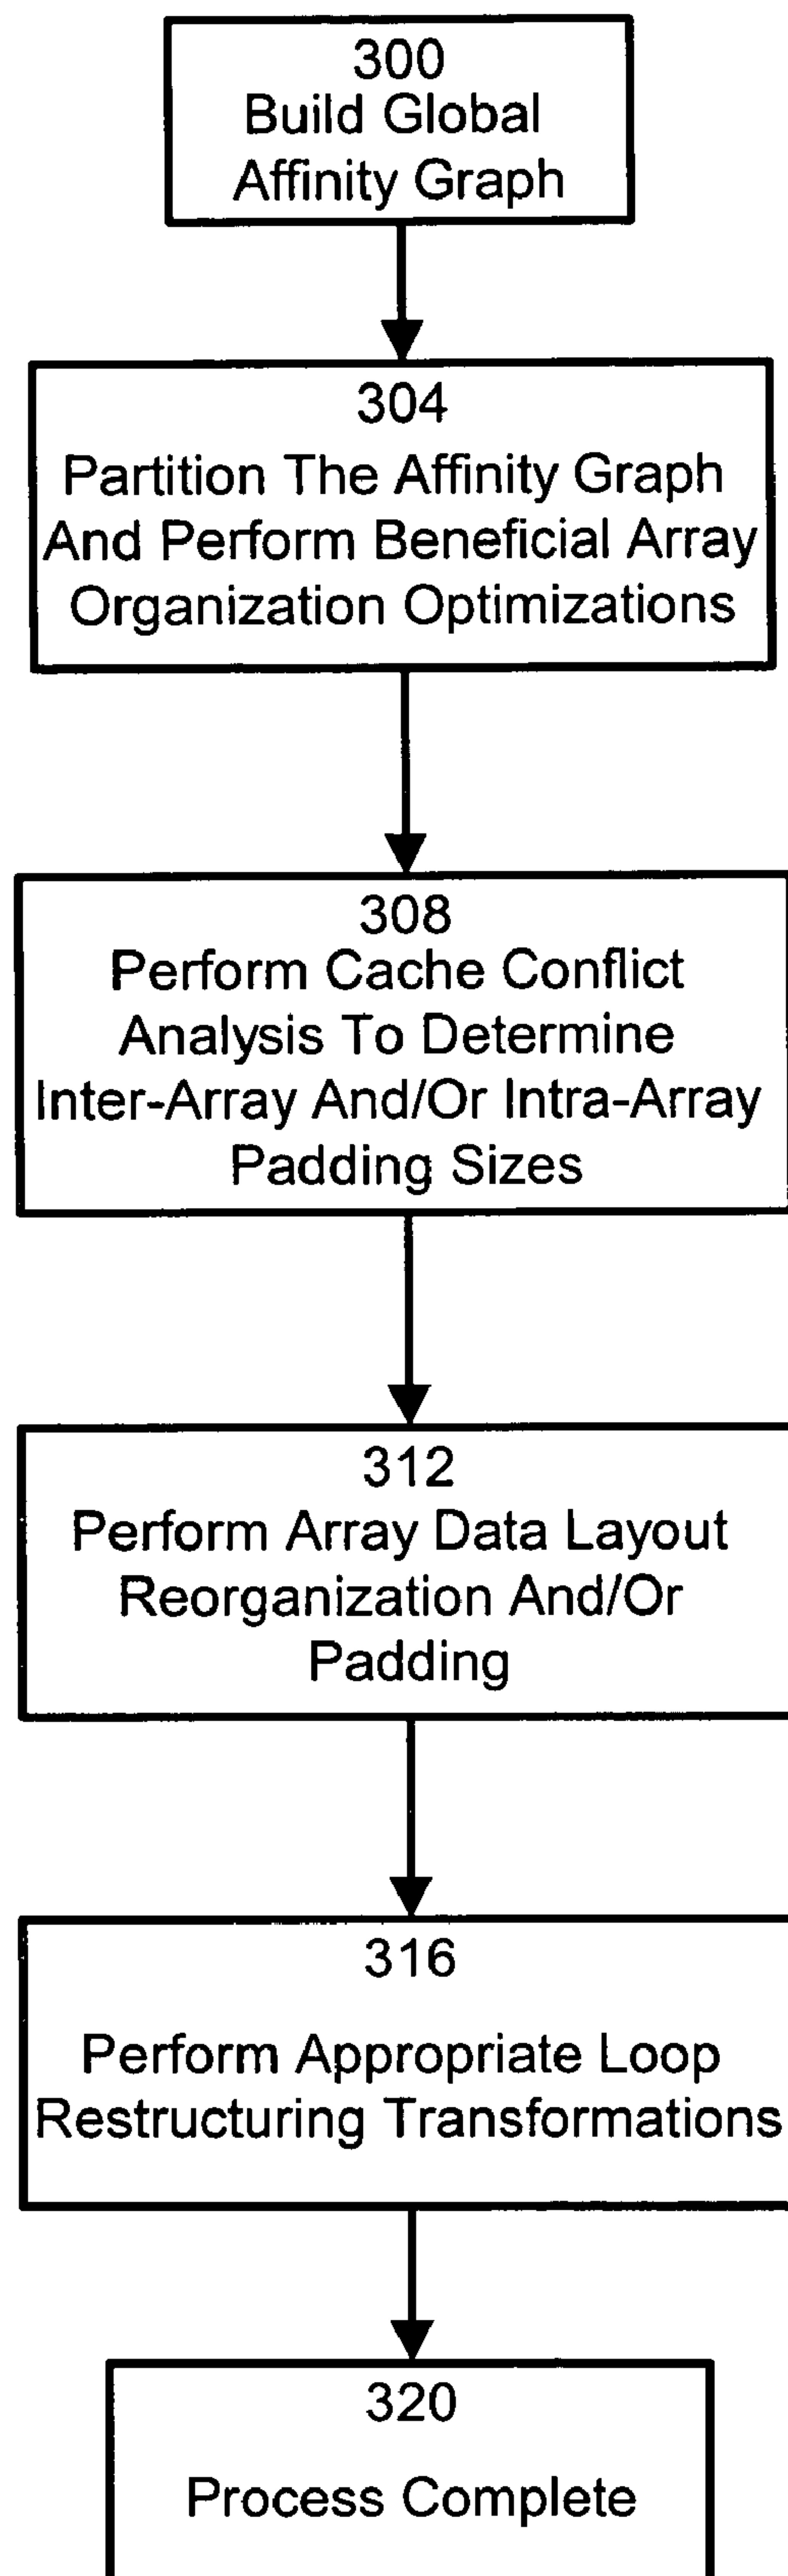 300
Build Global
Affinity Graph
304
Partition The Affinity Graph
And Perform Beneficial Array
Organization Optimizations
308
Perform Cache Conflict
Analysis To Determine
Inter-Array And/Or Intra-Array
Padding Sizes
312
Perform Array Data Layout
Reorganization And/Or
Padding
316
Perform Appropriate Loop
Restructuring Transformations
320
Process Complete